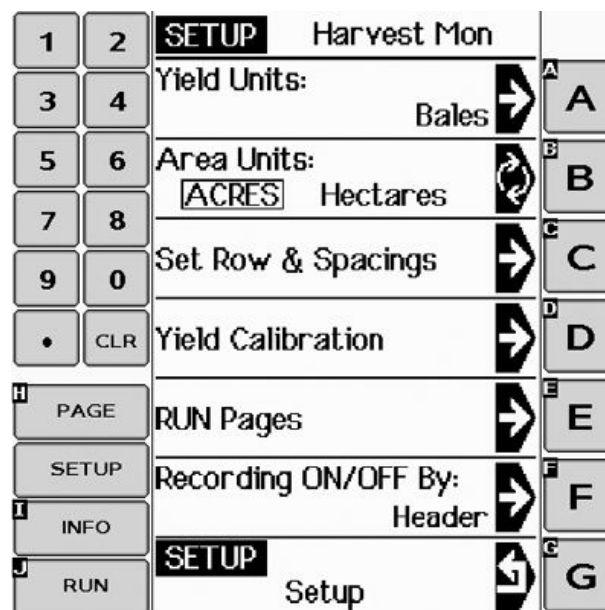 1 2
3 4
5 6
7 8
9 0
. CLR
H PAGE
SETUP
I INFO
J RUN
SETUP Harvest Mon
Yield Units:
Bales
Area Units:
ACRES Hectares
Set Row & Spacings
Yield Calibration
RUN Pages
Recording ON/OFF By:
Header
SETUP
Setup
A A
B B
C C
D D
E E
F F
G G